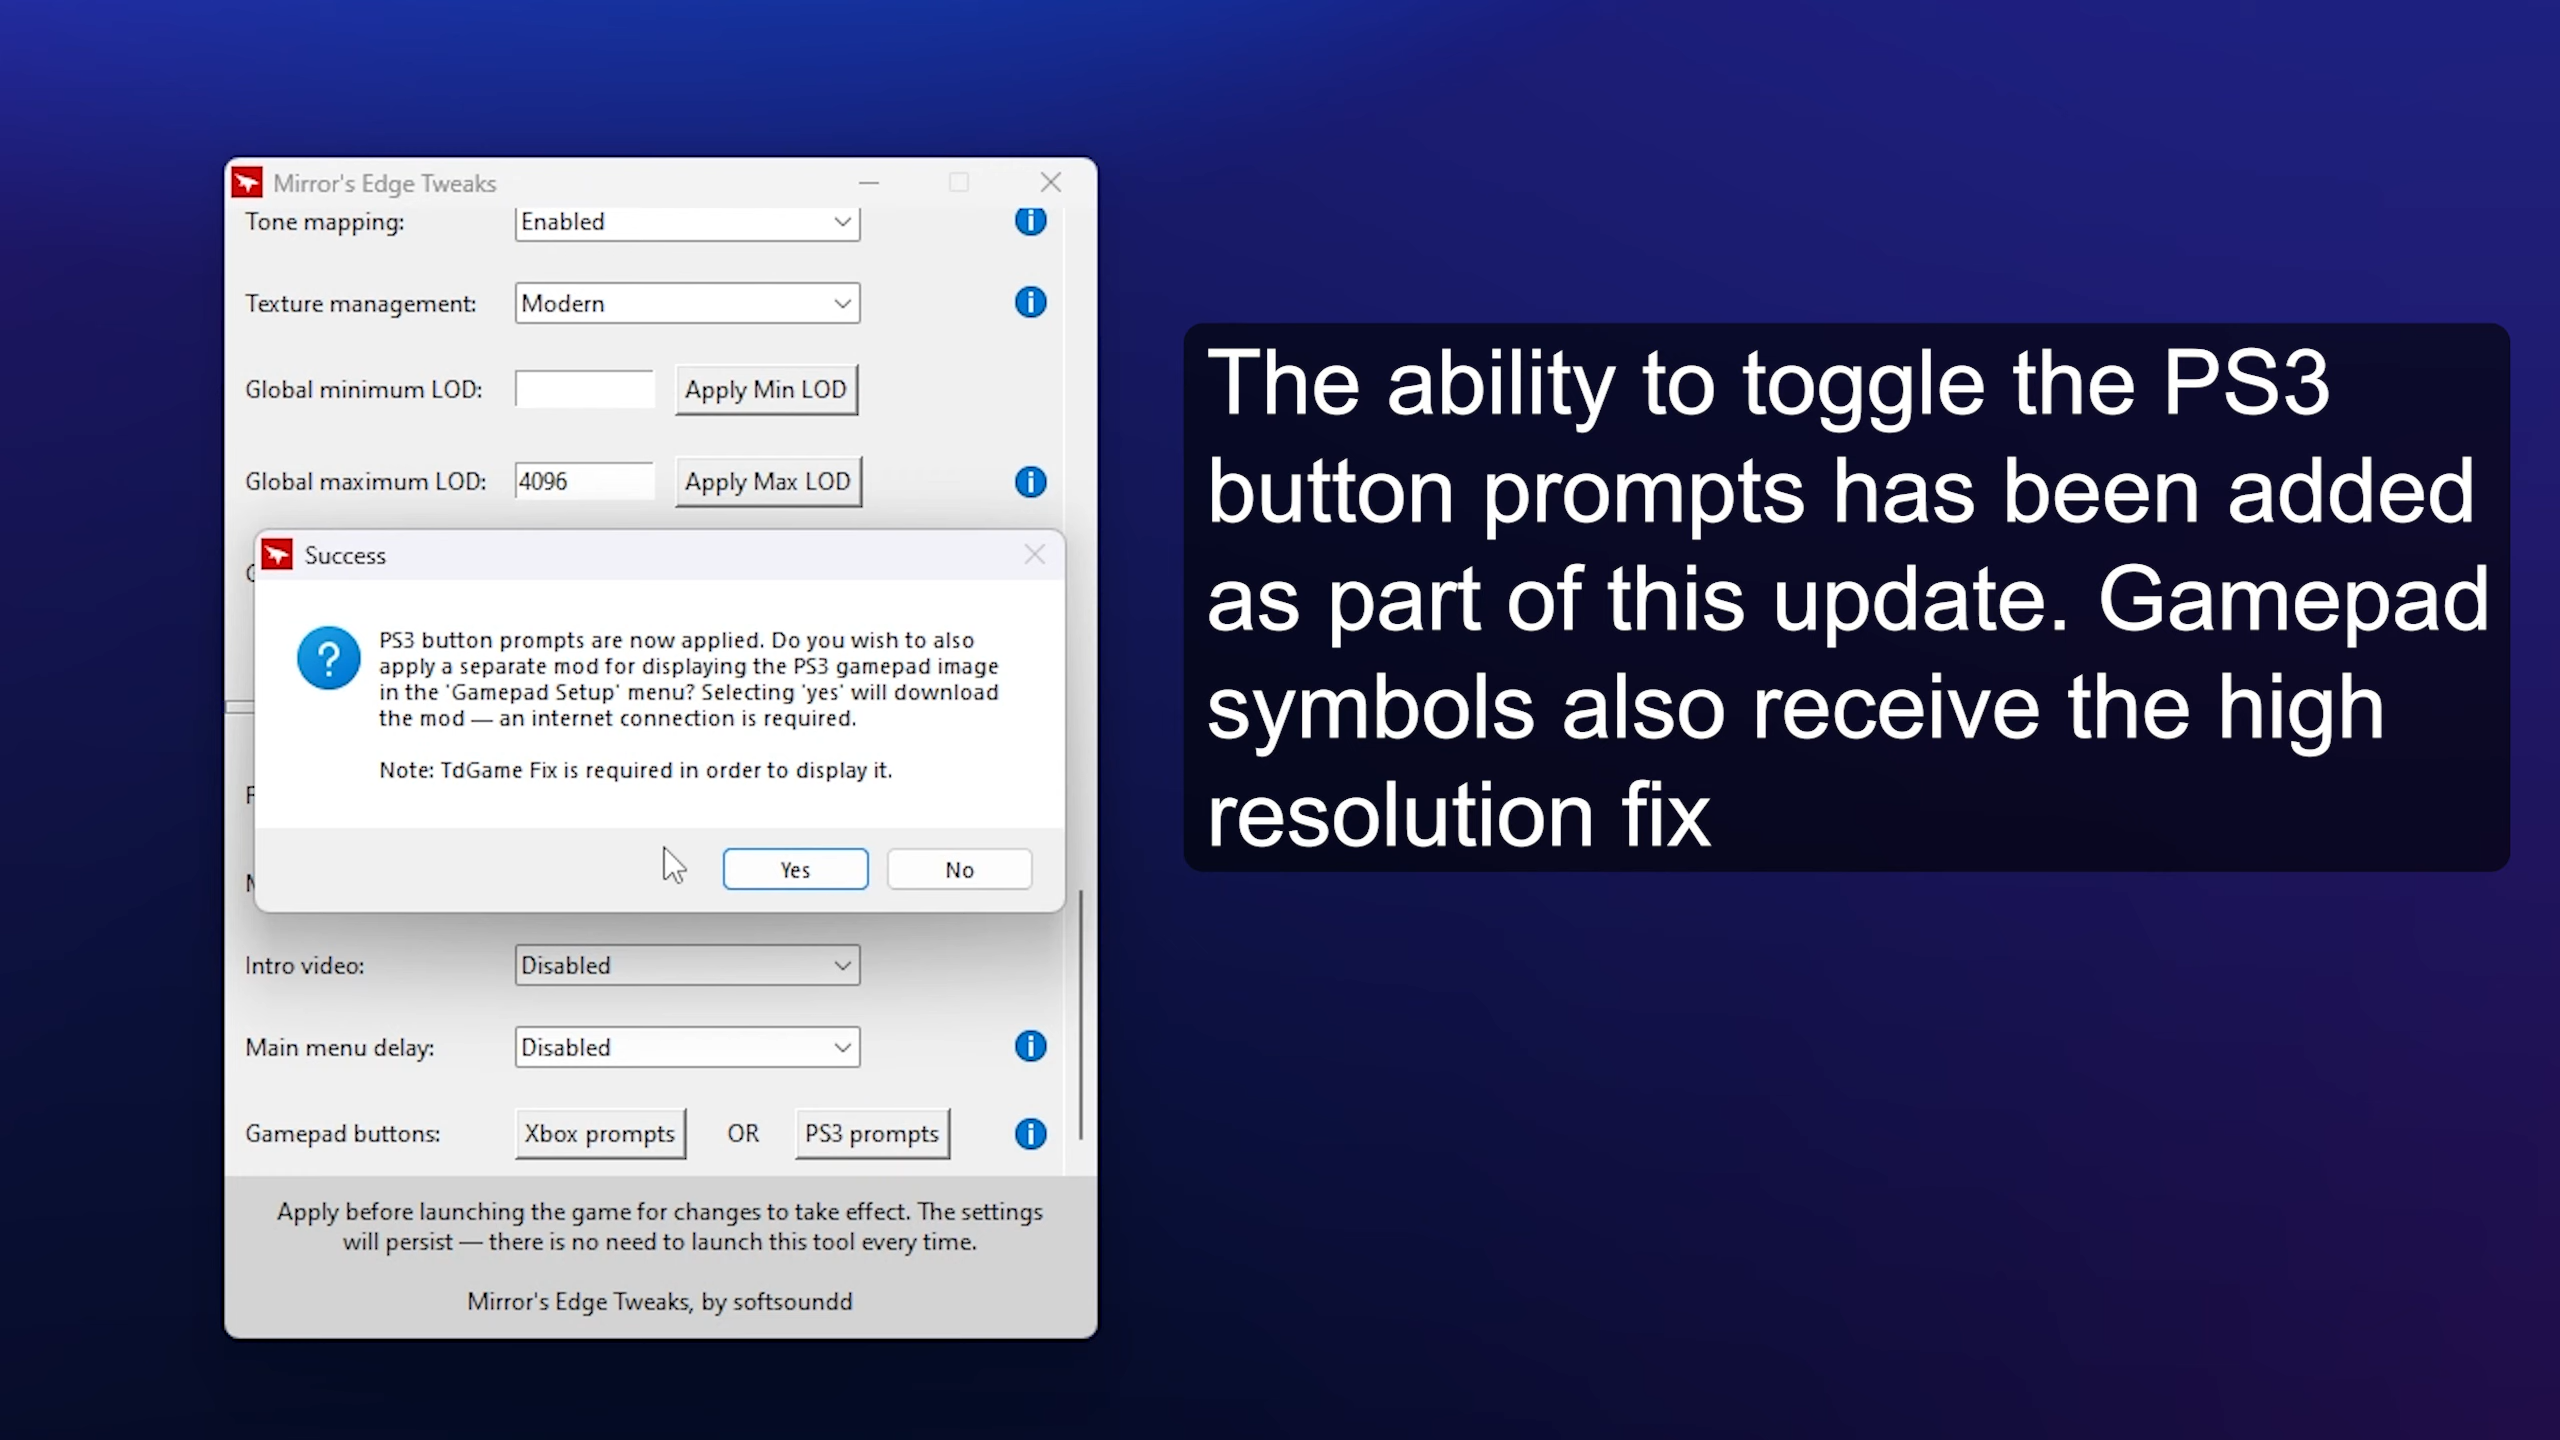 Mirror's Edge Tweaks
Tone mapping: Enabled
Texture management: Modern
Global minimum LOD: Apply Min LOD
Global maximum LOD: 4096 Apply Max LOD
Success
PS3 button prompts are now applied. Do you wish to also
apply a separate mod for displaying the PS3 gamepad image
in the 'Gamepad Setup' menu? Selecting 'yes' will download
the mod — an internet connection is required.
Note: TdGame Fix is required in order to display it.
Yes No
Intro video: Disabled
Main menu delay: Disabled
Gamepad buttons: Xbox prompts OR PS3 prompts
Apply before launching the game for changes to take effect. The settings
will persist — there is no need to launch this tool every time.
Mirror's Edge Tweaks, by softsoundd
The ability to toggle the PS3
button prompts has been added
as part of this update. Gamepad
symbols also receive the high
resolution fix